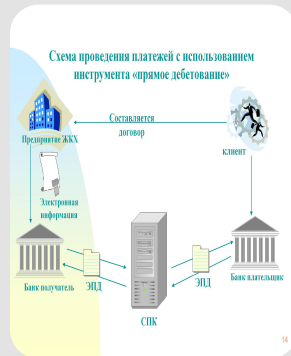 Схема проведения платежей с использованием
инструмента «прямое дебетование»
Составляется
договор
Предприятие ЖКХ
клиент
Электронная
информация
Банк получатель
ЭПД
ЭПД
Банк плательщик
СПК
14